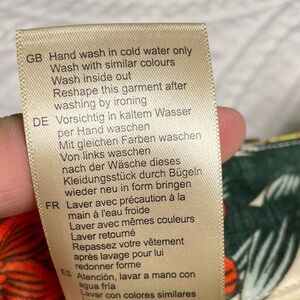 GB Hand wash in cold water only
Wash with similar colours
Wash inside out
Reshape this garment after
washing by ironing
DE Vorsichtig in kaltem Wasser
per Hand waschen
Mit gleichen Farben waschen
Von links waschen
nach der Wäsche dieses
Kleidungsstück durch Bügeln
wieder neu in form bringen
FR Laver avec précaution à la
main à l'eau froide
Laver avec mêmes couleurs
Laver retourné
Repassez votre vêtement
après lavage pour lui
redonner forme
ES Atención, lavar a mano con
agua fría
Lavar con colores similares